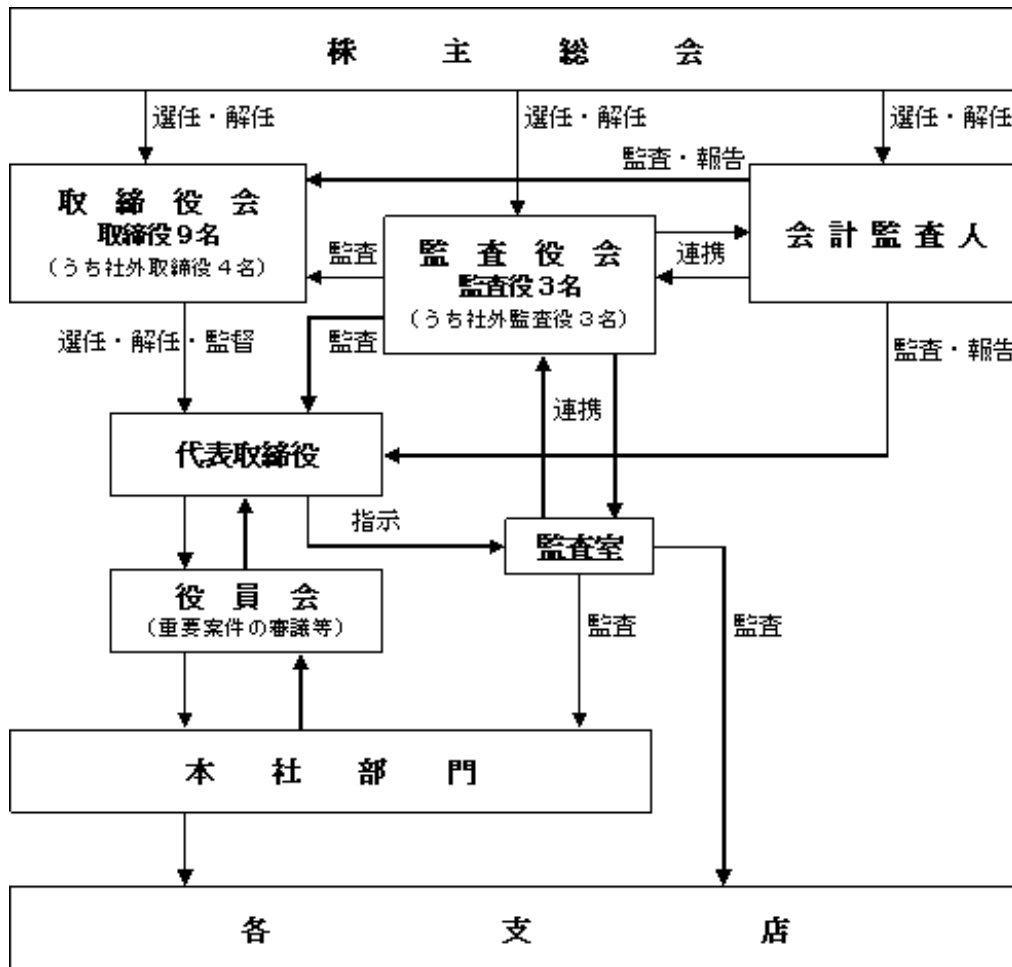 株主総会
選任・解任
選任・解任
選任・解任
監査・報告
取締役会
取締役9名
（うち社外取締役4名）
監査
監査役会
監査役3名
（うち社外監査役3名）
連携
会計監査人
選任・解任・監督
監査
監査・報告
連携
代表取締役
指示
監査室
役員会
（重要案件の審議等）
監査
監査
本社部門
各支店